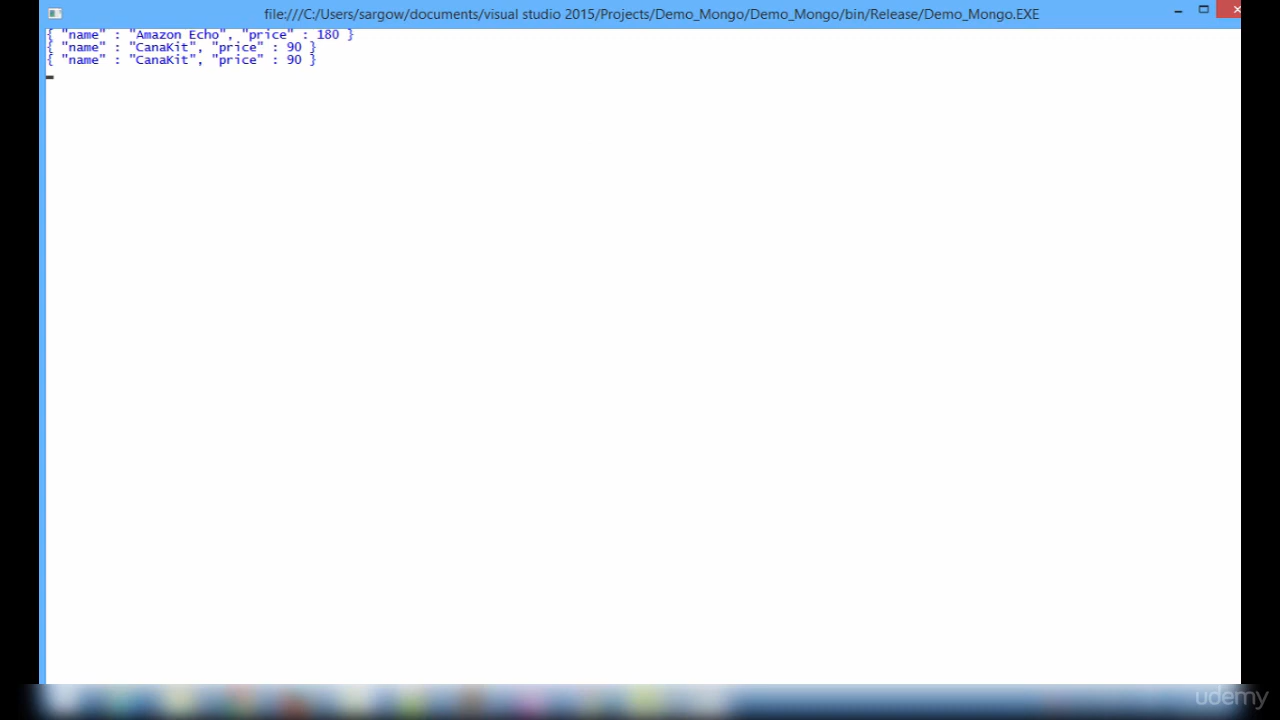 file:///C:/Users/sargow/documents/visual studio 2015/Projects/Demo_Mongo/Demo_Mongo/bin/Release/Demo_Mongo.EXE
{ "name" : "Amazon Echo", "price" : 180 }
{ "name" : "CanaKit", "price" : 90 }
{ "name" : "CanaKit", "price" : 90 }
udemy